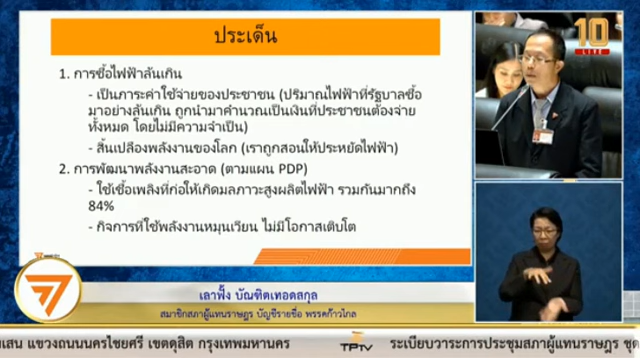 ประเด็น
1. การซื้อไฟฟ้าล้นเกิน
- เป็นภาระค่าใช้จ่ายของประชาชน (ปริมาณไฟฟ้าที่รัฐบาลซื้อ
มาอย่างล้นเกิน ถูกนำมาคำนวณเป็นเงินที่ประชาชนต้องจ่าย
ทั้งหมด โดยไม่มีความจำเป็น)
- สิ้นเปลืองพลังงานของโลก (เราถูกสอนให้ประหยัดไฟฟ้า)
2. การพัฒนาพลังงานสะอาด (ตามแผน PDP)
- ใช้เชื้อเพลิงที่ก่อให้เกิดมลภาวะสูงผลิตไฟฟ้า รวมกันมากถึง
84%
- กิจการที่ใช้พลังงานหมุนเวียน ไม่มีโอกาสเติบโต
10
LIVE
เลาฟั้ง บัณฑิตเทอดสกุล
สมาชิกสภาผู้แทนราษฎร บัญชีรายชื่อ พรรคก้าวไกล
แขวงถนนนครไชยศรี เขตดุสิต กรุงเทพมหานคร TPTV ระเบียบวาระการประชุมสภาผู้แทนราษฎร ชุด